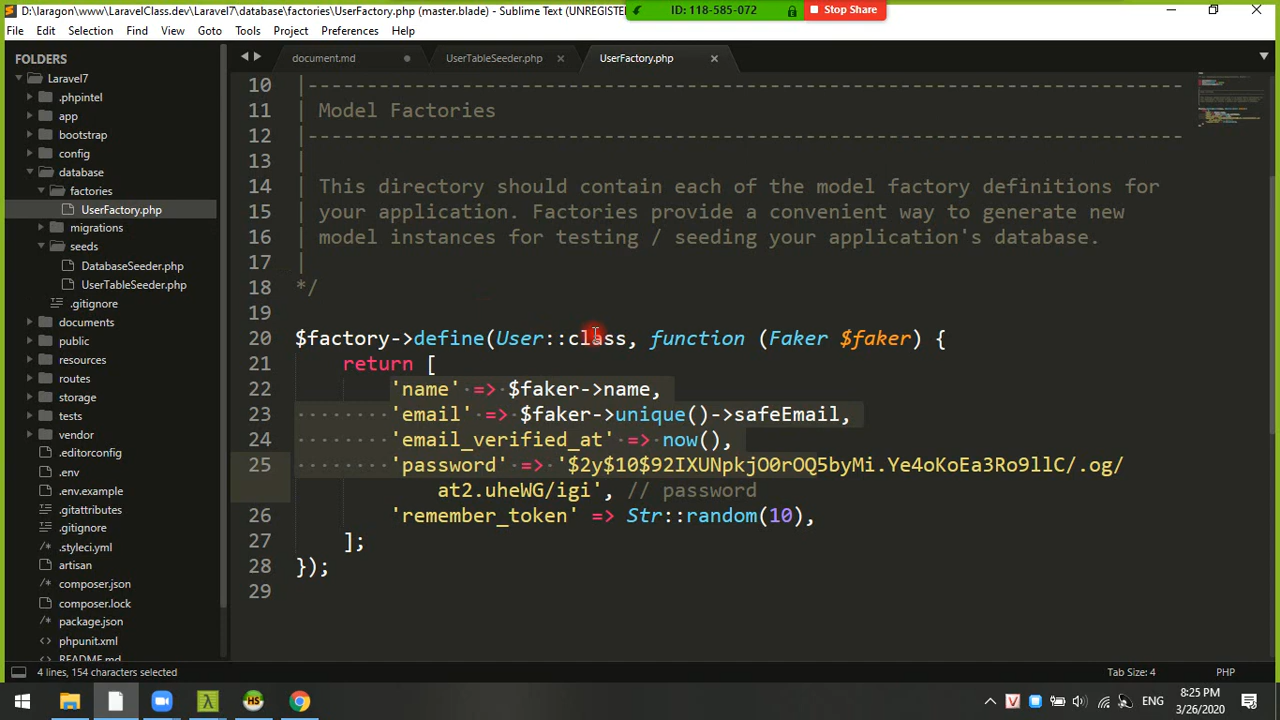 D:\laragon\www\LaravelClass.dev\Laravel7\database\factories\UserFactory.php (master.blade) - Sublime Text (UNREGISTERED)
ID: 118-585-072
Stop Share
File Edit Selection Find View Goto Tools Project Preferences Help
FOLDERS
Laravel7
.phpintel
app
bootstrap
config
database
factories
UserFactory.php
migrations
seeds
DatabaseSeeder.php
UserTableSeeder.php
.gitignore
documents
public
resources
routes
storage
tests
vendor
.editorconfig
.env
.env.example
.gitattributes
.gitignore
.styleci.yml
artisan
composer.json
composer.lock
package.json
phpunit.xml
README.md
document.md
UserTableSeeder.php
UserFactory.php
10 |--------------------------------------------------------------------------
11 | Model Factories
12 |--------------------------------------------------------------------------
13 |
14 | This directory should contain each of the model factory definitions for
15 | your application. Factories provide a convenient way to generate new
16 | model instances for testing / seeding your application's database.
17 |
18 */
19
20 $factory->define(User::class, function (Faker $faker) {
21 return [
22 'name' => $faker->name,
23 'email' => $faker->unique()->safeEmail,
24 'email_verified_at' => now(),
25 'password' => '$2y$10$92IXUNpkjO0rOQ5byMi.Ye4oKoEa3Ro9llC/.og/
at2.uheWG/igi', // password
26 'remember_token' => Str::random(10),
27 ];
28 });
29
4 lines, 154 characters selected
Tab Size: 4
PHP
ENG
8:25 PM
3/26/2020